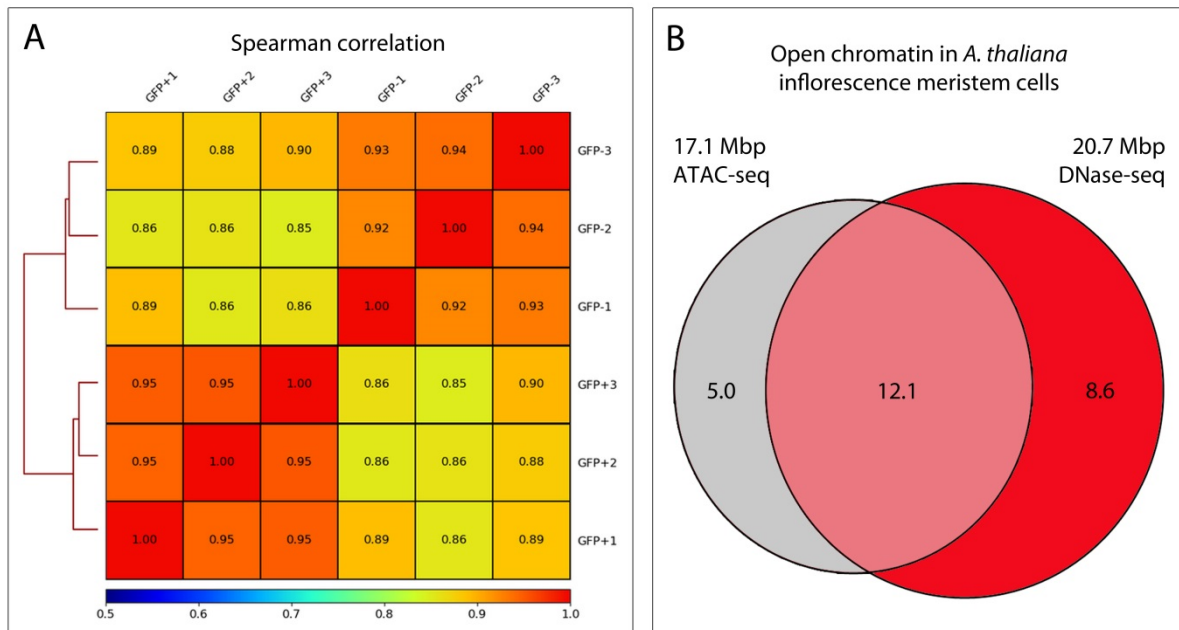 A
Spearman correlation
GFP+1 GFP+2 GFP+3 GFP-1 GFP-2 GFP-3
0.89 0.88 0.90 0.93 0.94 1.00 GFP-3
0.86 0.86 0.85 0.92 1.00 0.94 GFP-2
0.89 0.86 0.86 1.00 0.92 0.93 GFP-1
0.95 0.95 1.00 0.86 0.85 0.90 GFP+3
0.95 1.00 0.95 0.86 0.86 0.88 GFP+2
1.00 0.95 0.95 0.89 0.86 0.89 GFP+1
0.5 0.6 0.7 0.8 0.9 1.0
B
Open chromatin in A. thaliana
inflorescence meristem cells
17.1 Mbp
ATAC-seq
20.7 Mbp
DNase-seq
5.0 12.1 8.6